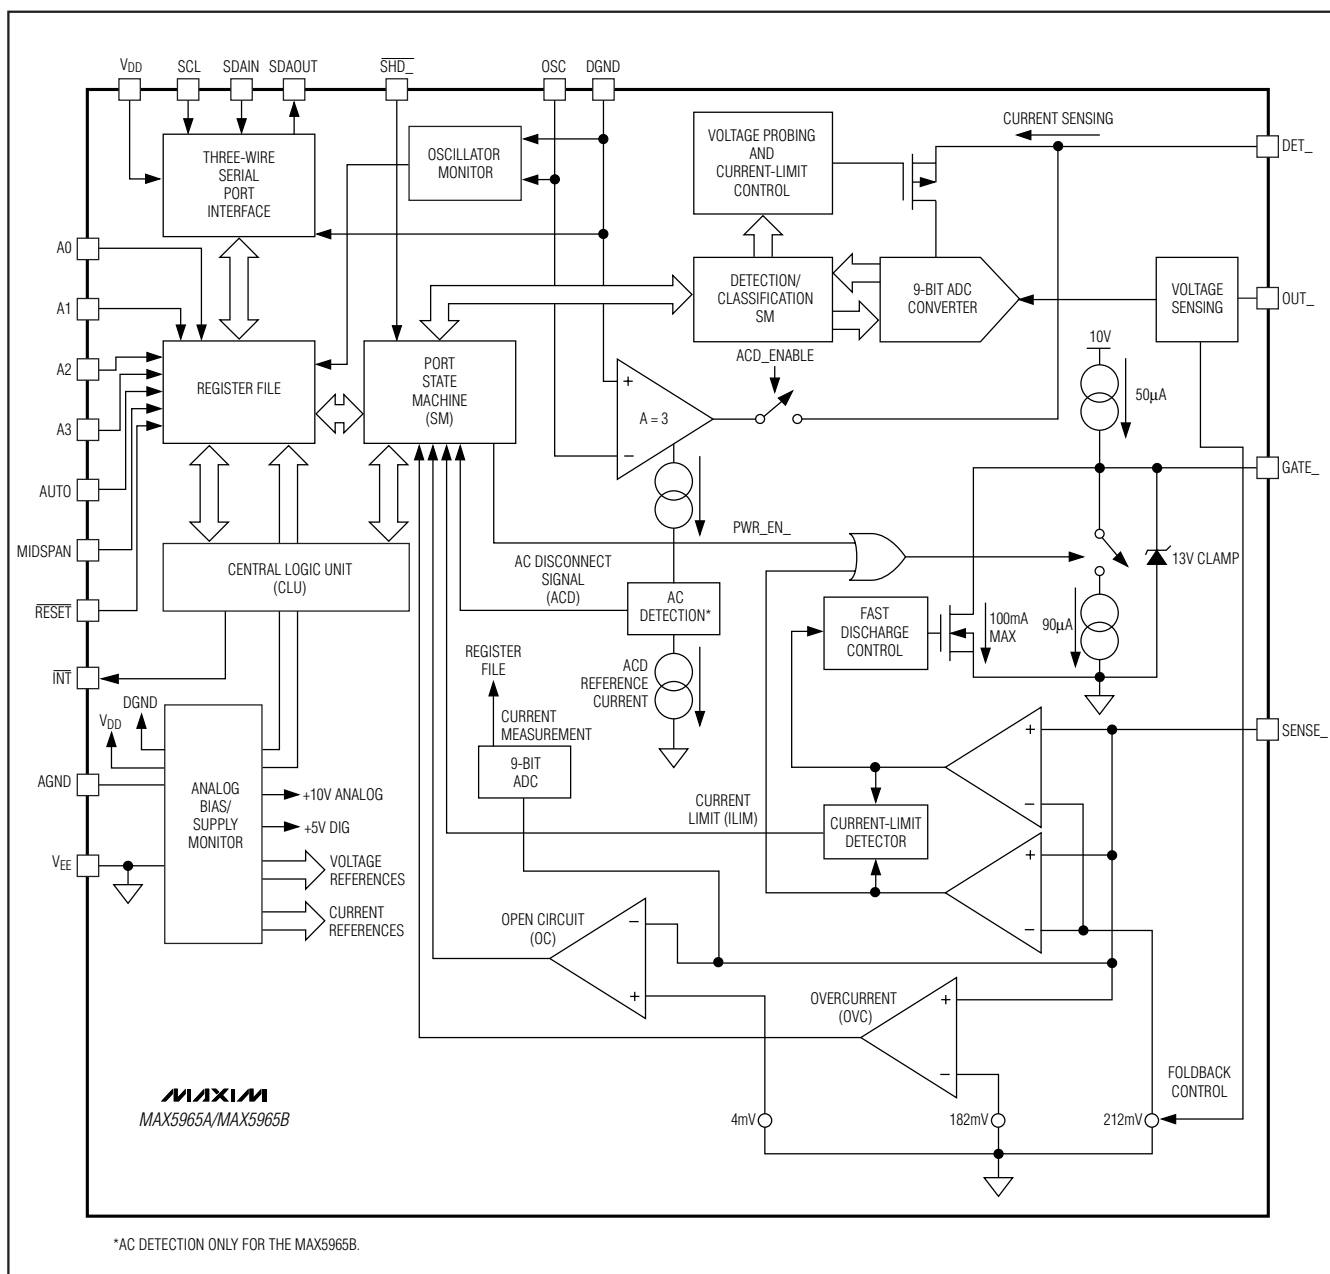 VDD
SCL
SDAIN
SDAOUT
SHD_
OSC
DGND
THREE-WIRE
SERIAL
PORT
INTERFACE
OSCILLATOR
MONITOR
VOLTAGE PROBING
AND
CURRENT-LIMIT
CONTROL
CURRENT SENSING
DET_
A0
A1
A2
A3
AUTO
MIDSPAN
RESET
INT
AGND
VEE
REGISTER FILE
PORT
STATE
MACHINE
(SM)
DETECTION/
CLASSIFICATION
SM
9-BIT ADC
CONVERTER
VOLTAGE
SENSING
OUT_
10V
50µA
ACD_ENABLE
+
A = 3
−
GATE_
PWR_EN_
CENTRAL LOGIC UNIT
(CLU)
AC DISCONNECT
SIGNAL
(ACD)
AC
DETECTION*
ACD
REFERENCE
CURRENT
FAST
DISCHARGE
CONTROL
100mA
MAX
90µA
13V CLAMP
REGISTER
FILE
CURRENT
MEASUREMENT
9-BIT
ADC
DGND
VDD
ANALOG
BIAS/
SUPPLY
MONITOR
+10V ANALOG
+5V DIG
VOLTAGE
REFERENCES
CURRENT
REFERENCES
SENSE_
+
−
CURRENT
LIMIT (ILIM)
CURRENT-LIMIT
DETECTOR
+
−
OPEN CIRCUIT
(OC)
−
+
OVERCURRENT
(OVC)
+
−
FOLDBACK
CONTROL
4mV
182mV
212mV
MAXIM
MAX5965A/MAX5965B
*AC DETECTION ONLY FOR THE MAX5965B.